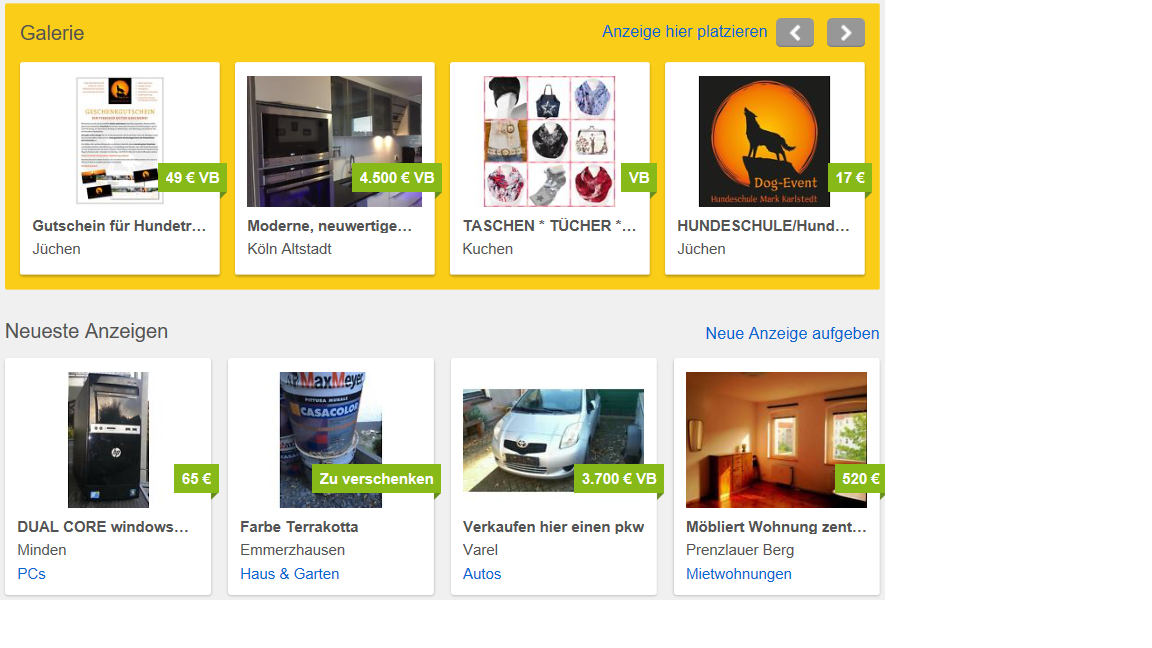 Galerie
Anzeige hier platzieren
GESCHENKGUTSCHEIN
49 € VB
Gutschein für Hundetr...
Jüchen
4.500 € VB
Moderne, neuwertige...
Köln Altstadt
VB
TASCHEN * TÜCHER *...
Kuchen
Dog-Event
Hundeschule Mark Karlstedt
17 €
HUNDESCHULE/Hund...
Jüchen
Neueste Anzeigen
Neue Anzeige aufgeben
hp
65 €
DUAL CORE windows...
Minden
PCs
MaxMeyer
PITTURA MURALE
CASACOLOR
Zu verschenken
Farbe Terrakotta
Emmerzhausen
Haus & Garten
3.700 € VB
Verkaufen hier einen pkw
Varel
Autos
520 €
Möbliert Wohnung zent...
Prenzlauer Berg
Mietwohnungen